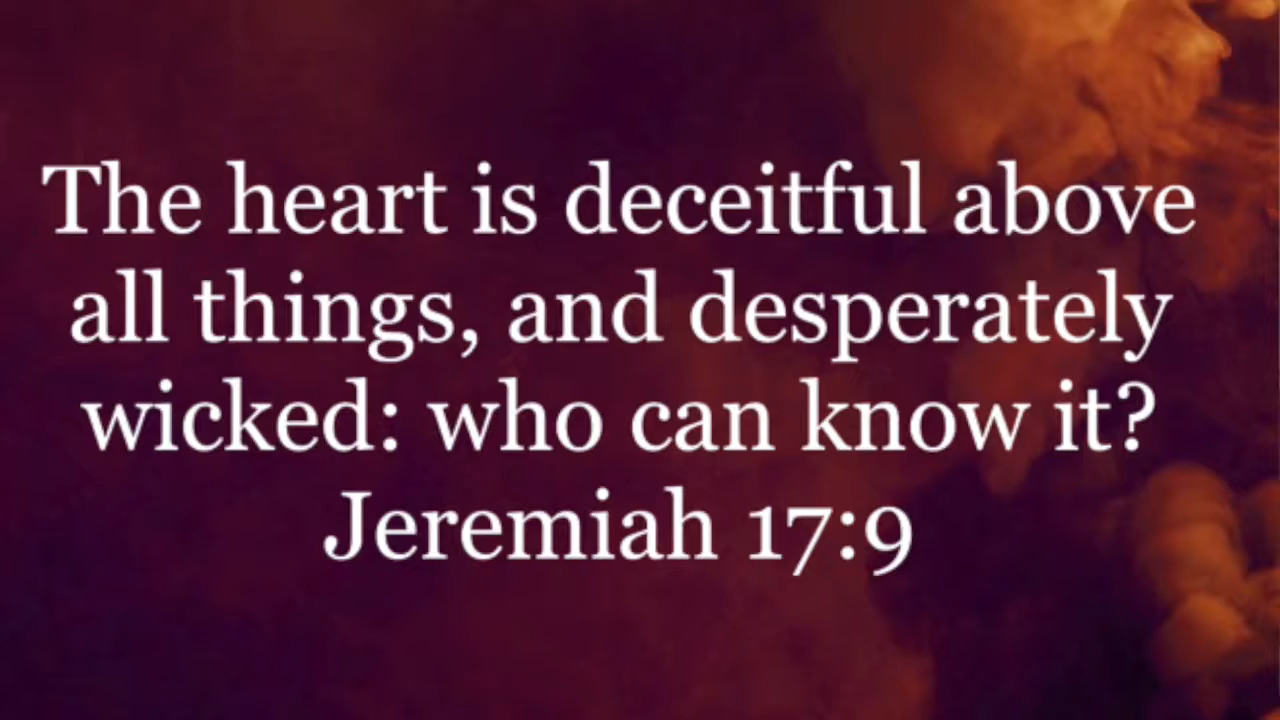 The heart is deceitful above
all things, and desperately
wicked: who can know it?
Jeremiah 17:9